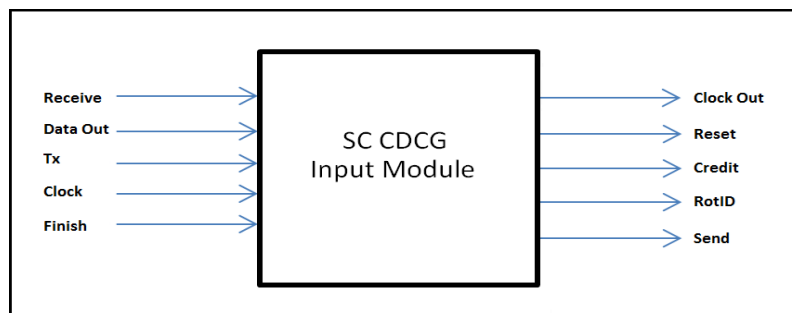 Receive
Data Out
Tx
Clock
Finish
SC CDCG
Input Module
Clock Out
Reset
Credit
RotID
Send